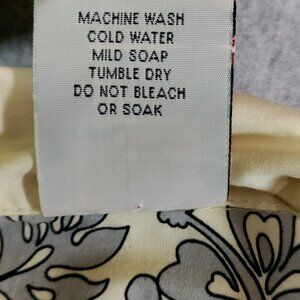 MACHINE WASH
COLD WATER
MILD SOAP
TUMBLE DRY
DO NOT BLEACH
OR SOAK